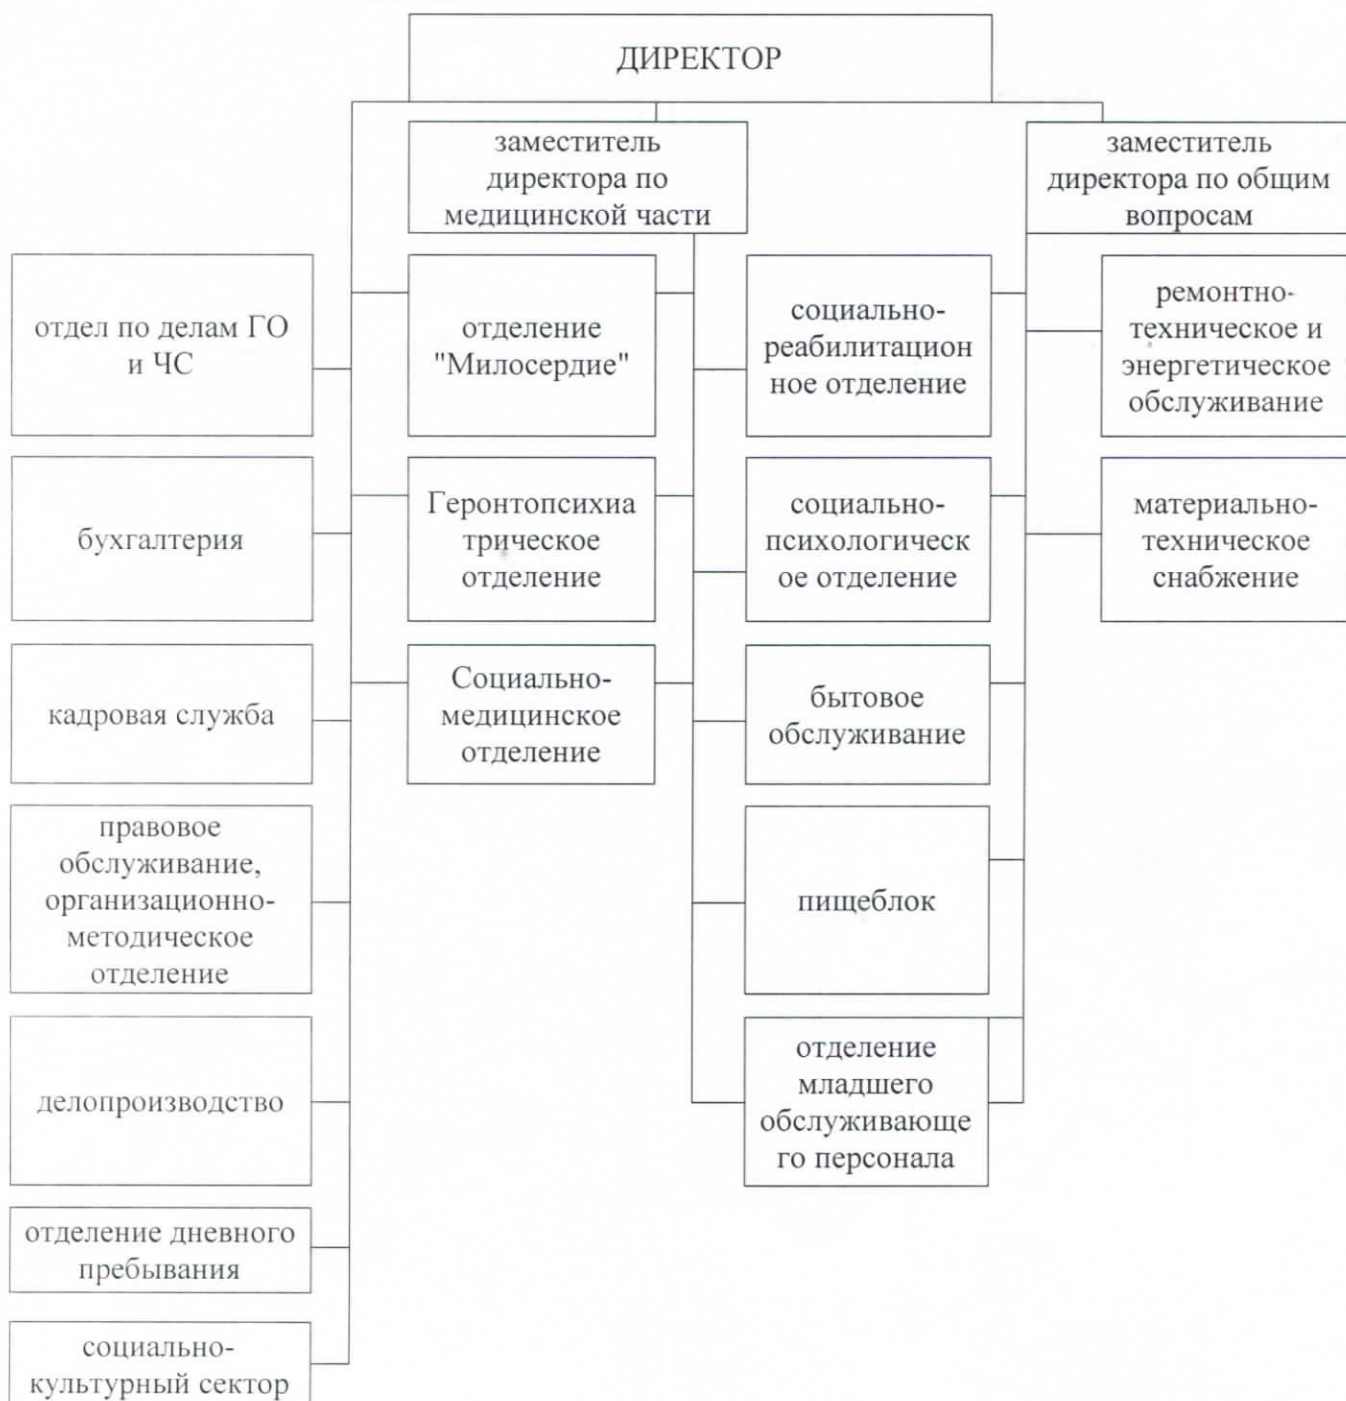 ДИРЕКТОР
заместитель
директора по
медицинской части
заместитель
директора по общим
вопросам
отдел по делам ГО
и ЧС
отделение
"Милосердие"
социально-
реабилитацион
ное отделение
ремонтно-
техническое и
энергетическое
обслуживание
бухгалтерия
Геронтопсихиа
трическое
отделение
социально-
психологическ
ое отделение
материально-
техническое
снабжение
кадровая служба
Социально-
медицинское
отделение
бытовое
обслуживание
правовое
обслуживание,
организационно-
методическое
отделение
пищеблок
делопроизводство
отделение
младшего
обслуживающе
го персонала
отделение дневного
пребывания
социально-
культурный сектор